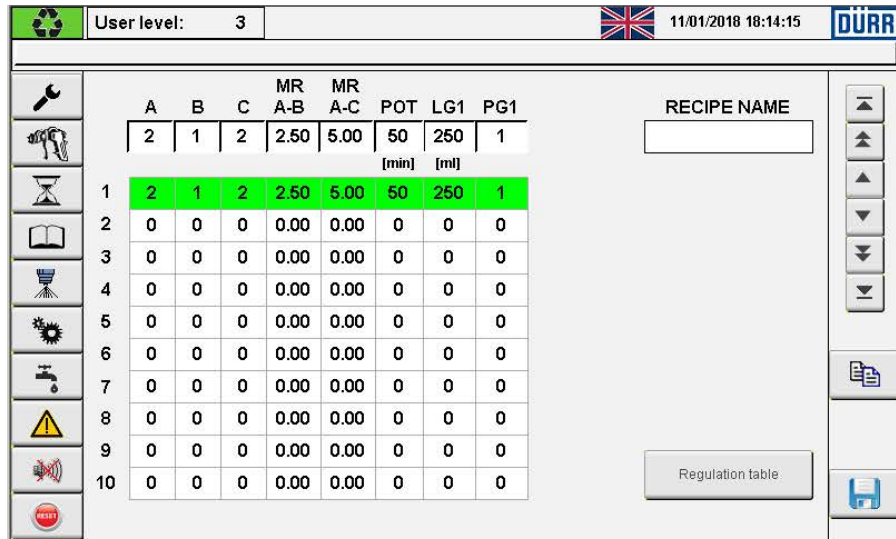 User level: 3 11/01/2018 18:14:15 DÜRR
MR MR
A B C A-B A-C POT LG1 PG1 RECIPE NAME
2 1 2 2.50 5.00 50 250 1
[min] [ml]
1 2 1 2 2.50 5.00 50 250 1
2 0 0 0 0.00 0.00 0 0 0
3 0 0 0 0.00 0.00 0 0 0
4 0 0 0 0.00 0.00 0 0 0
5 0 0 0 0.00 0.00 0 0 0
6 0 0 0 0.00 0.00 0 0 0
7 0 0 0 0.00 0.00 0 0 0
8 0 0 0 0.00 0.00 0 0 0
9 0 0 0 0.00 0.00 0 0 0
10 0 0 0 0.00 0.00 0 0 0
Regulation table
RESET